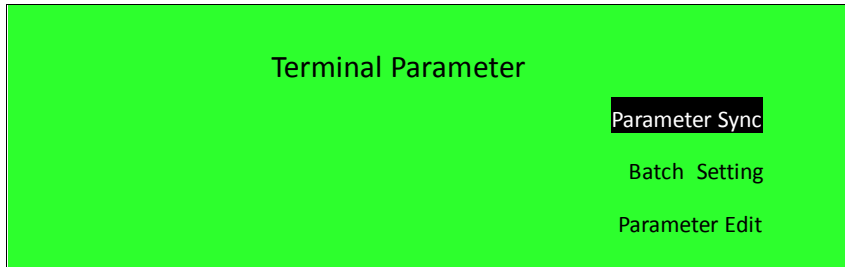 Terminal Parameter
Parameter Sync
Batch Setting
Parameter Edit